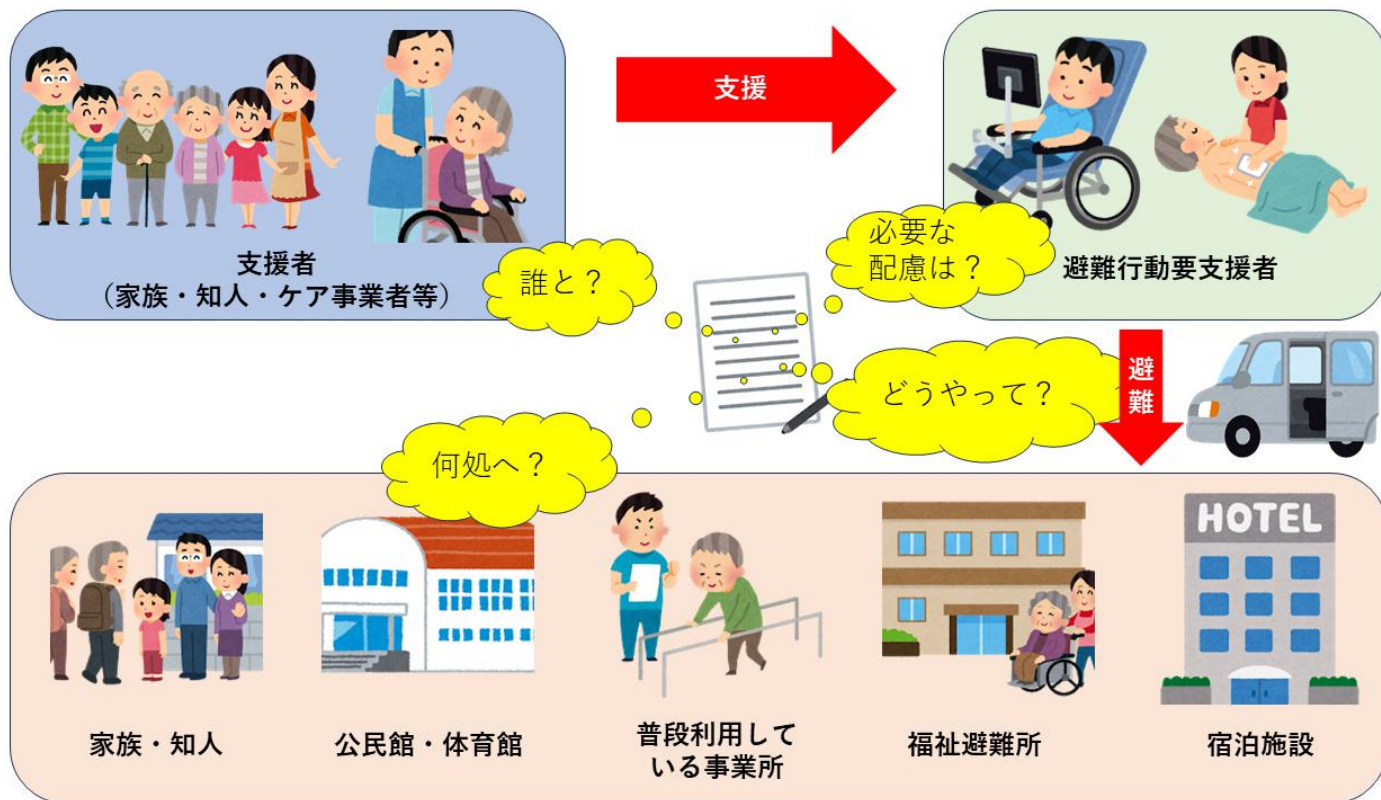 支援
支援者
（家族・知人・ケア事業者等）
誰と？
必要な
配慮は？
避難行動要支援者
どうやって？
避難
何処へ？
HOTEL
家族・知人
公民館・体育館
普段利用して
いる事業所
福祉避難所
宿泊施設